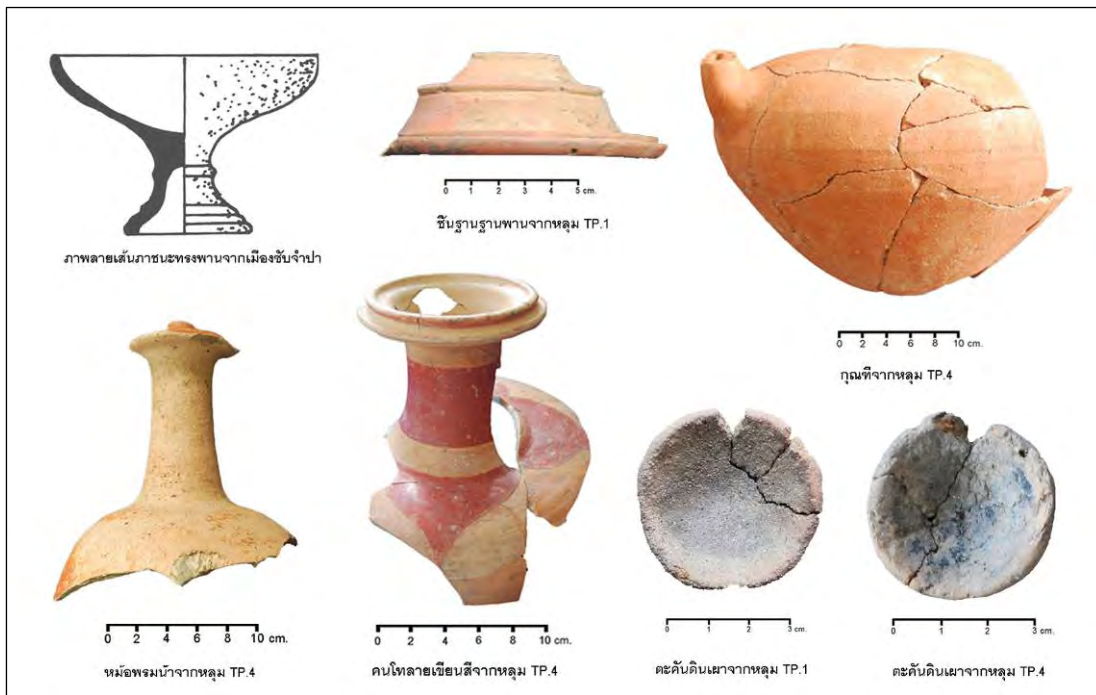 0 1 2 3 4 5 cm.
ชิ้นฐานฐานพานจากหลุม TP.1
ภาพลายเส้นภาชนะทรงพานจากเมืองซับจำปา
0 2 4 6 8 10 cm.
กุณฑีจากหลุม TP.4
0 2 4 6 8 10 cm.
หม้อพรมน้ำจากหลุม TP.4
0 2 4 6 8 10 cm.
คนโทลายเขียนสีจากหลุม TP.4
0 1 2 3 cm.
ตะคันดินเผาจากหลุม TP.1
0 1 2 3 cm.
ตะคันดินเผาจากหลุม TP.4